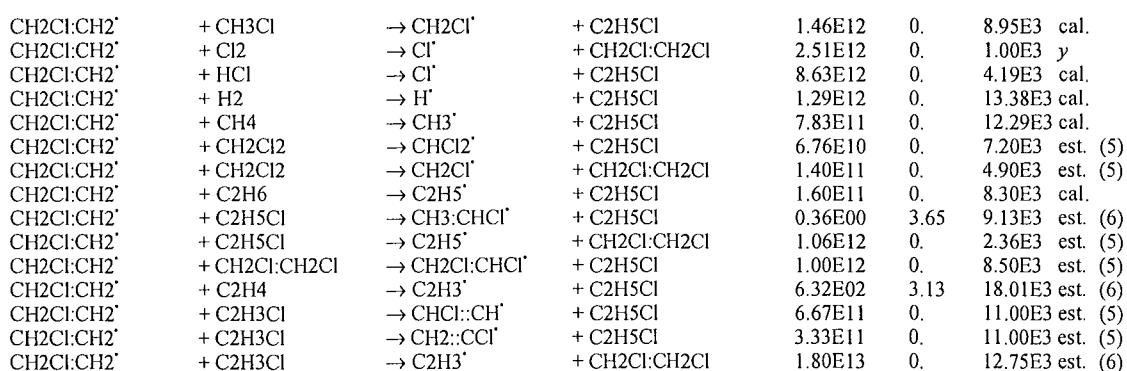 CH2Cl:CH2• + CH3Cl → CH2Cl• + C2H5Cl 1.46E12 0. 8.95E3 cal.
CH2Cl:CH2• + Cl2 → Cl• + CH2Cl:CH2Cl 2.51E12 0. 1.00E3 y
CH2Cl:CH2• + HCl → Cl• + C2H5Cl 8.63E12 0. 4.19E3 cal.
CH2Cl:CH2• + H2 → H• + C2H5Cl 1.29E12 0. 13.38E3 cal.
CH2Cl:CH2• + CH4 → CH3• + C2H5Cl 7.83E11 0. 12.29E3 cal.
CH2Cl:CH2• + CH2Cl2 → CHCl2• + C2H5Cl 6.76E10 0. 7.20E3 est. (5)
CH2Cl:CH2• + CH2Cl2 → CH2Cl• + CH2Cl:CH2Cl 1.40E11 0. 4.90E3 est. (5)
CH2Cl:CH2• + C2H6 → C2H5• + C2H5Cl 1.60E11 0. 8.30E3 cal.
CH2Cl:CH2• + C2H5Cl → CH3:CHCl• + C2H5Cl 0.36E00 3.65 9.13E3 est. (6)
CH2Cl:CH2• + C2H5Cl → C2H5• + CH2Cl:CH2Cl 1.06E12 0. 2.36E3 est. (5)
CH2Cl:CH2• + CH2Cl:CH2Cl → CH2Cl:CHCl• + C2H5Cl 1.00E12 0. 8.50E3 est. (5)
CH2Cl:CH2• + C2H4 → C2H3• + C2H5Cl 6.32E02 3.13 18.01E3 est. (6)
CH2Cl:CH2• + C2H3Cl → CHCl::CH• + C2H5Cl 6.67E11 0. 11.00E3 est. (5)
CH2Cl:CH2• + C2H3Cl → CH2::CCl• + C2H5Cl 3.33E11 0. 11.00E3 est. (5)
CH2Cl:CH2• + C2H3Cl → C2H3• + CH2Cl:CH2Cl 1.80E13 0. 12.75E3 est. (6)